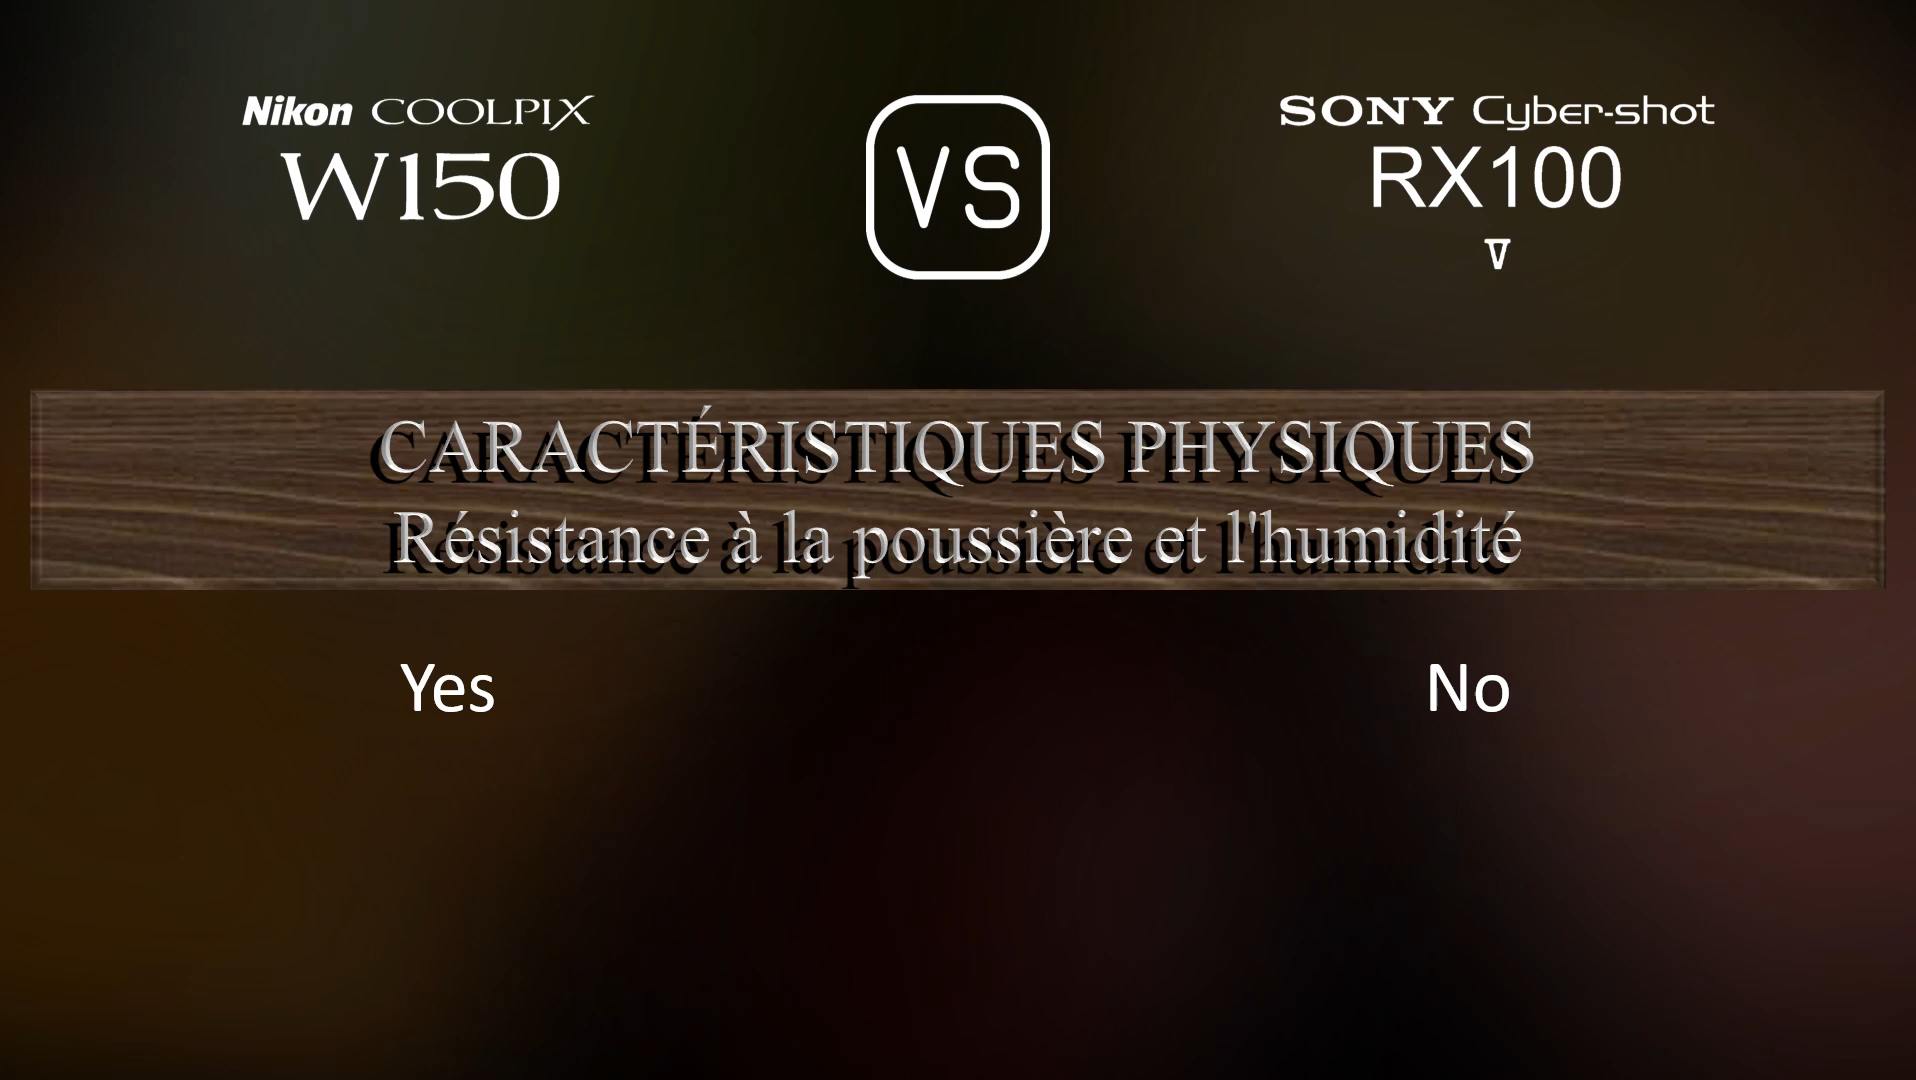 Nikon COOLPIX
W150
VS
SONY Cyber-shot
RX100
V
CARACTÉRISTIQUES PHYSIQUES
Résistance à la poussière et l'humidité
Yes
No